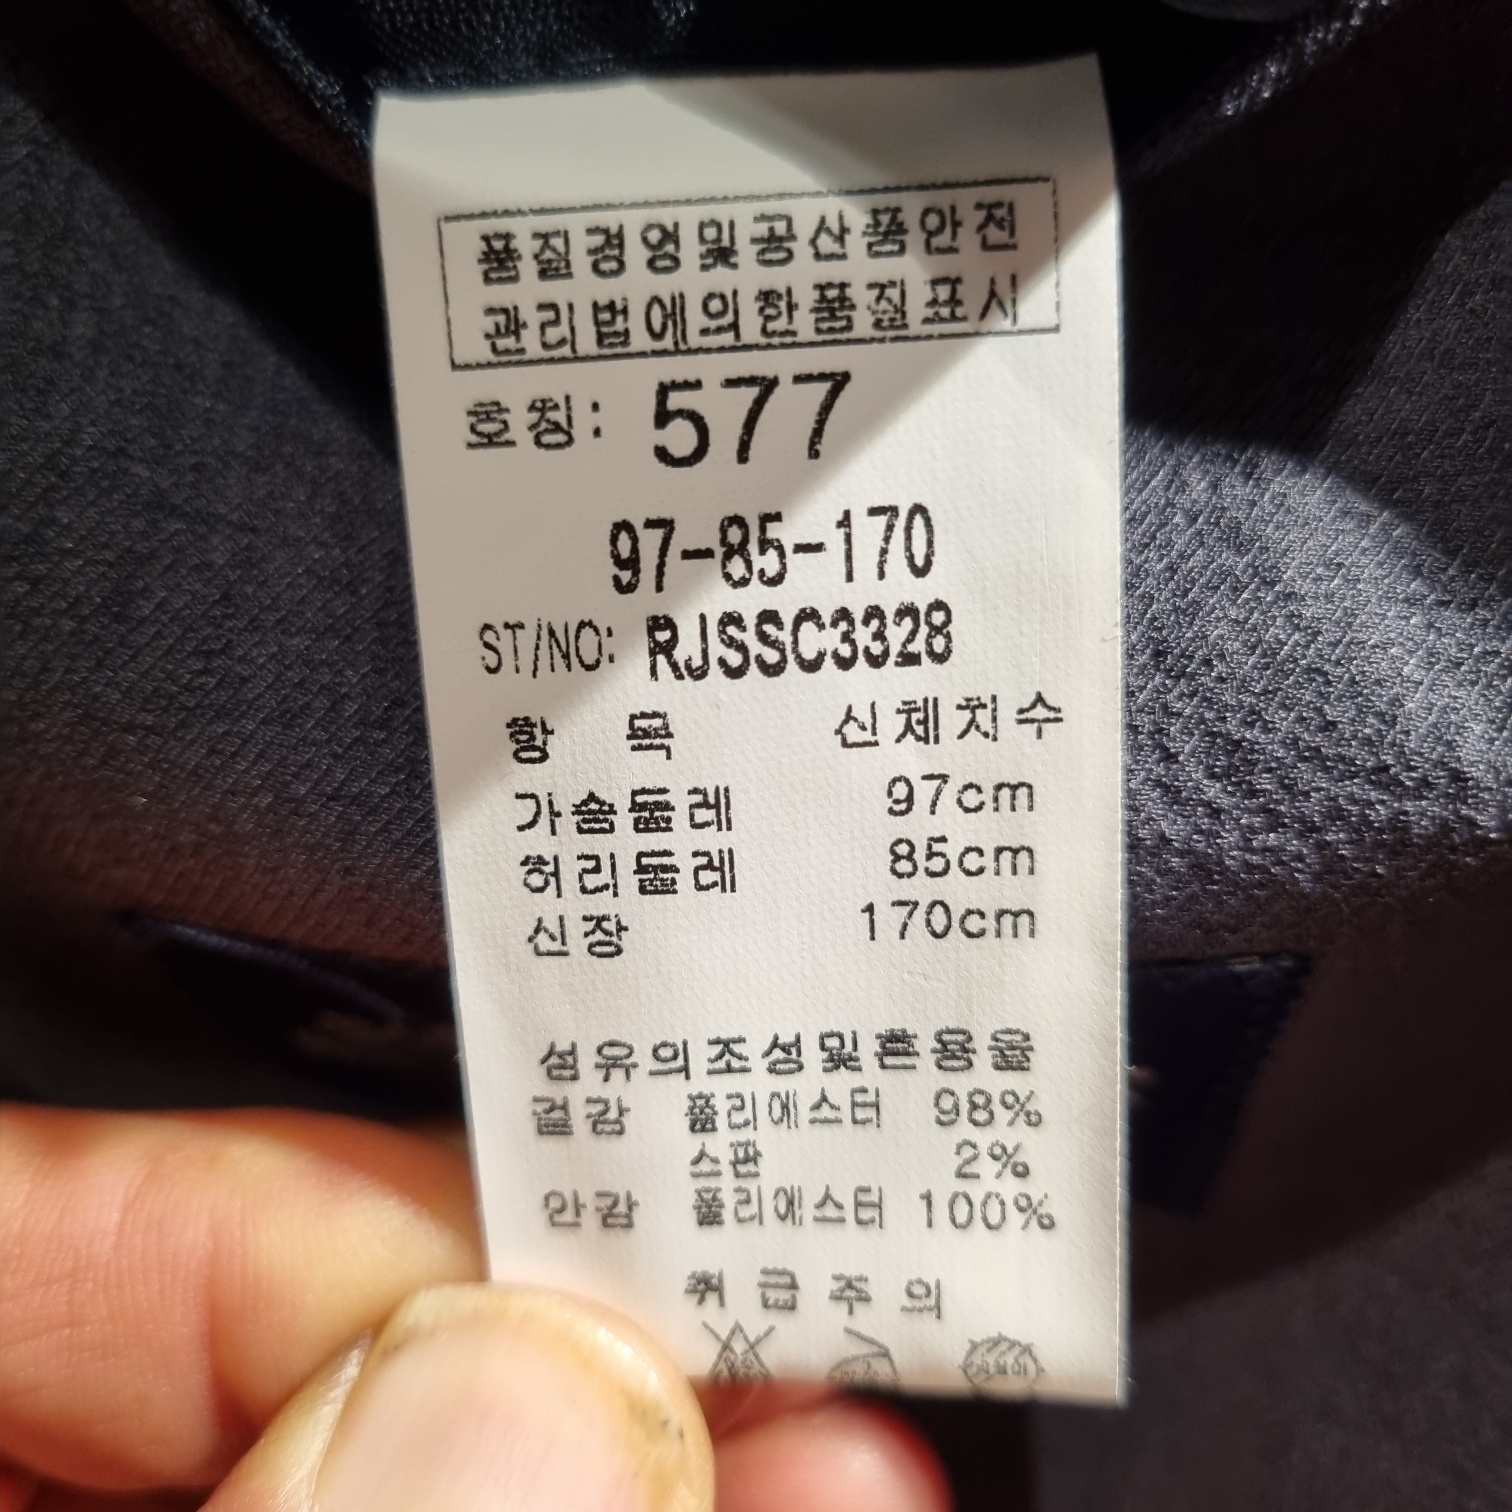 품질경영및공산품안전
관리법에의한품질표시
호칭: 577
97-85-170
ST/NO: RJSSC3328
항 목 신체치수
가슴둘레 97cm
허리둘레 85cm
신장 170cm
섬유의조성및혼용율
겉감 폴리에스터 98%
스판 2%
안감 폴리에스터 100%
취급주의